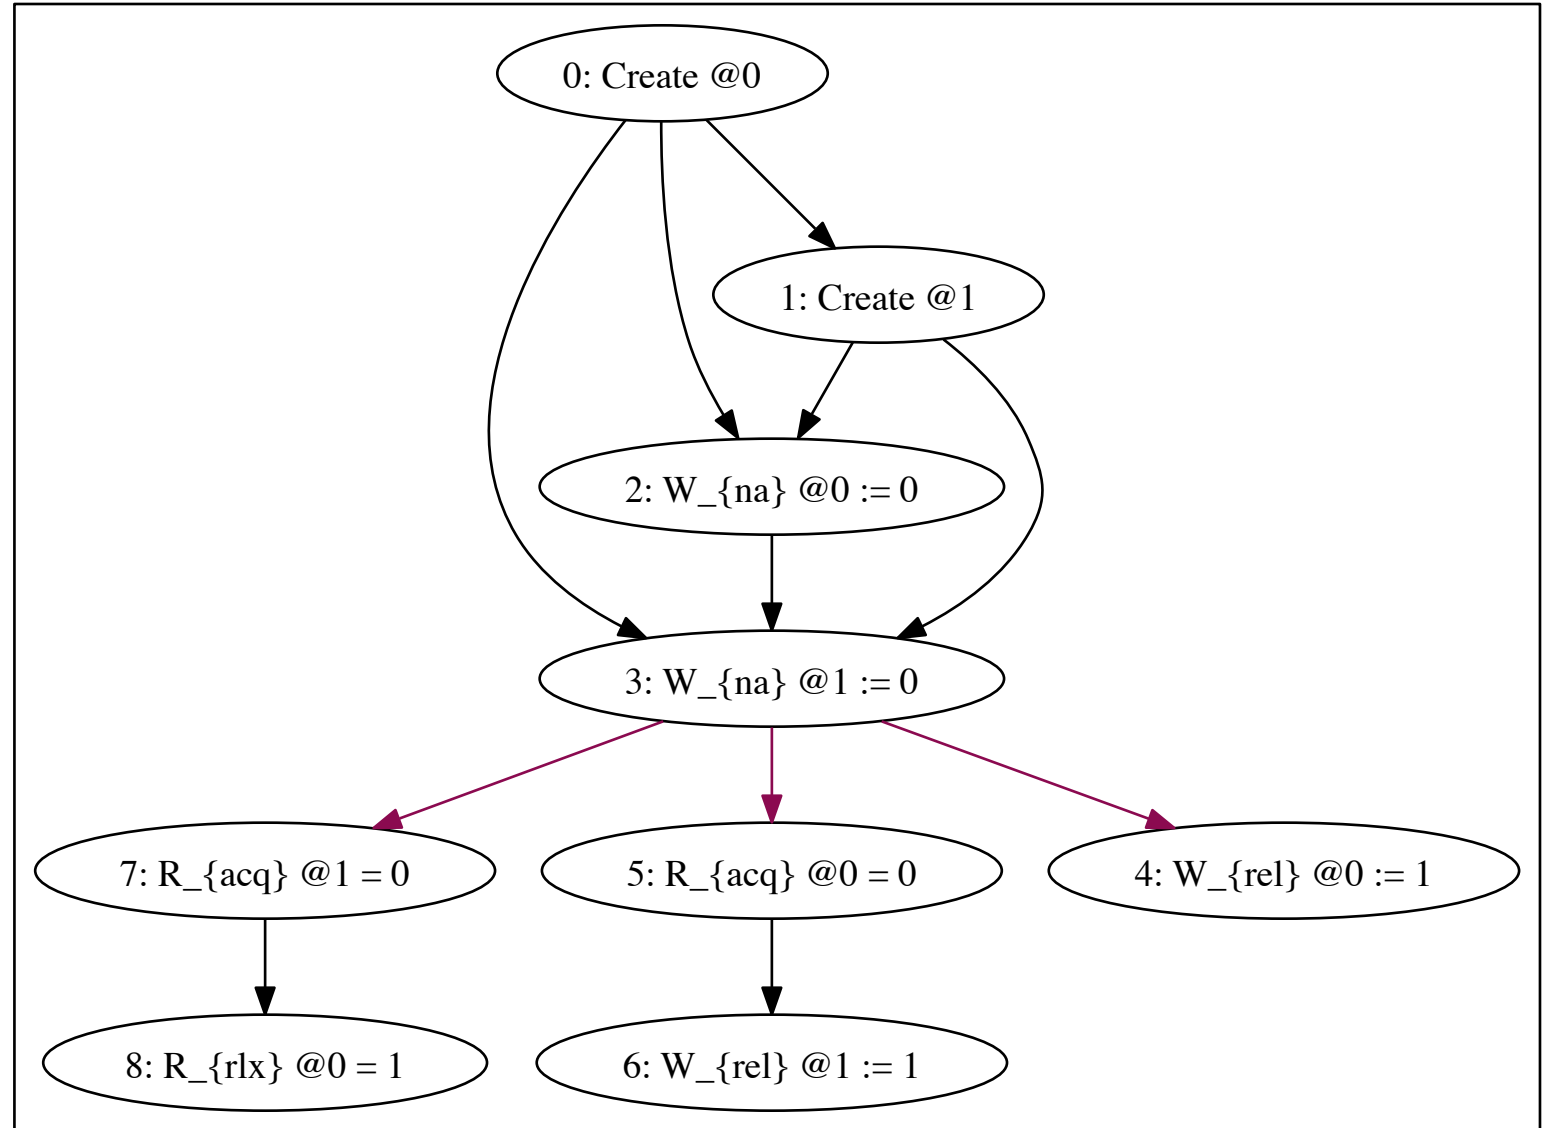 0: Create @0
1: Create @1
2: W_{na} @0 := 0
3: W_{na} @1 := 0
7: R_{acq} @1 = 0
5: R_{acq} @0 = 0
4: W_{rel} @0 := 1
8: R_{rlx} @0 = 1
6: W_{rel} @1 := 1